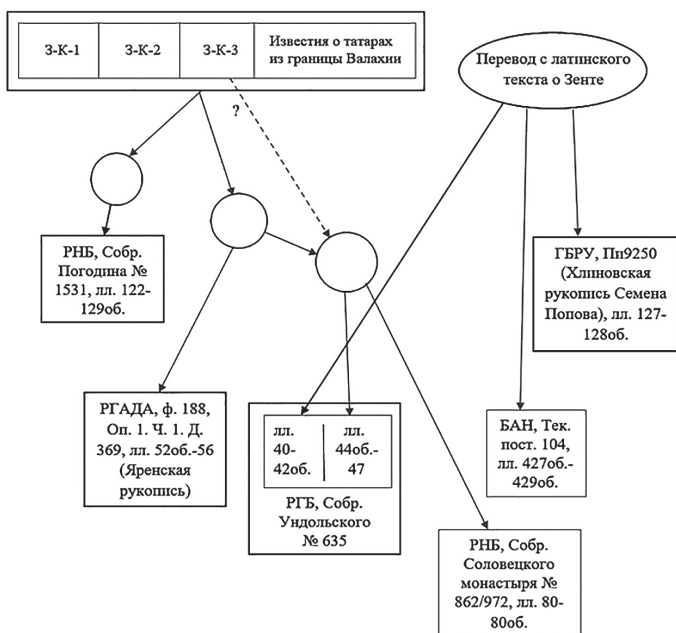 З-К-1
З-К-2
З-К-3
Известия о татарах
из границы Валахии
Перевод с латинского
текста о Зенте
?
РНБ, Собр.
Погодина №
1531, лл. 122-
129об.
ГБРУ, Пи9250
(Хлиновская
рукопись Семена
Попова), лл. 127-
128об.
РГАДА, ф. 188,
Оп. 1. Ч. 1. Д.
369, лл. 52об.-56
(Яренская
рукопись)
лл.
40-
42об.
лл.
44об.-
47
РГБ, Собр.
Ундольского
№ 635
БАН, Тек.
пост. 104,
лл. 427об.-
429об.
РНБ, Собр.
Соловецкого
монастыря №
862/972, лл. 80-
80об.